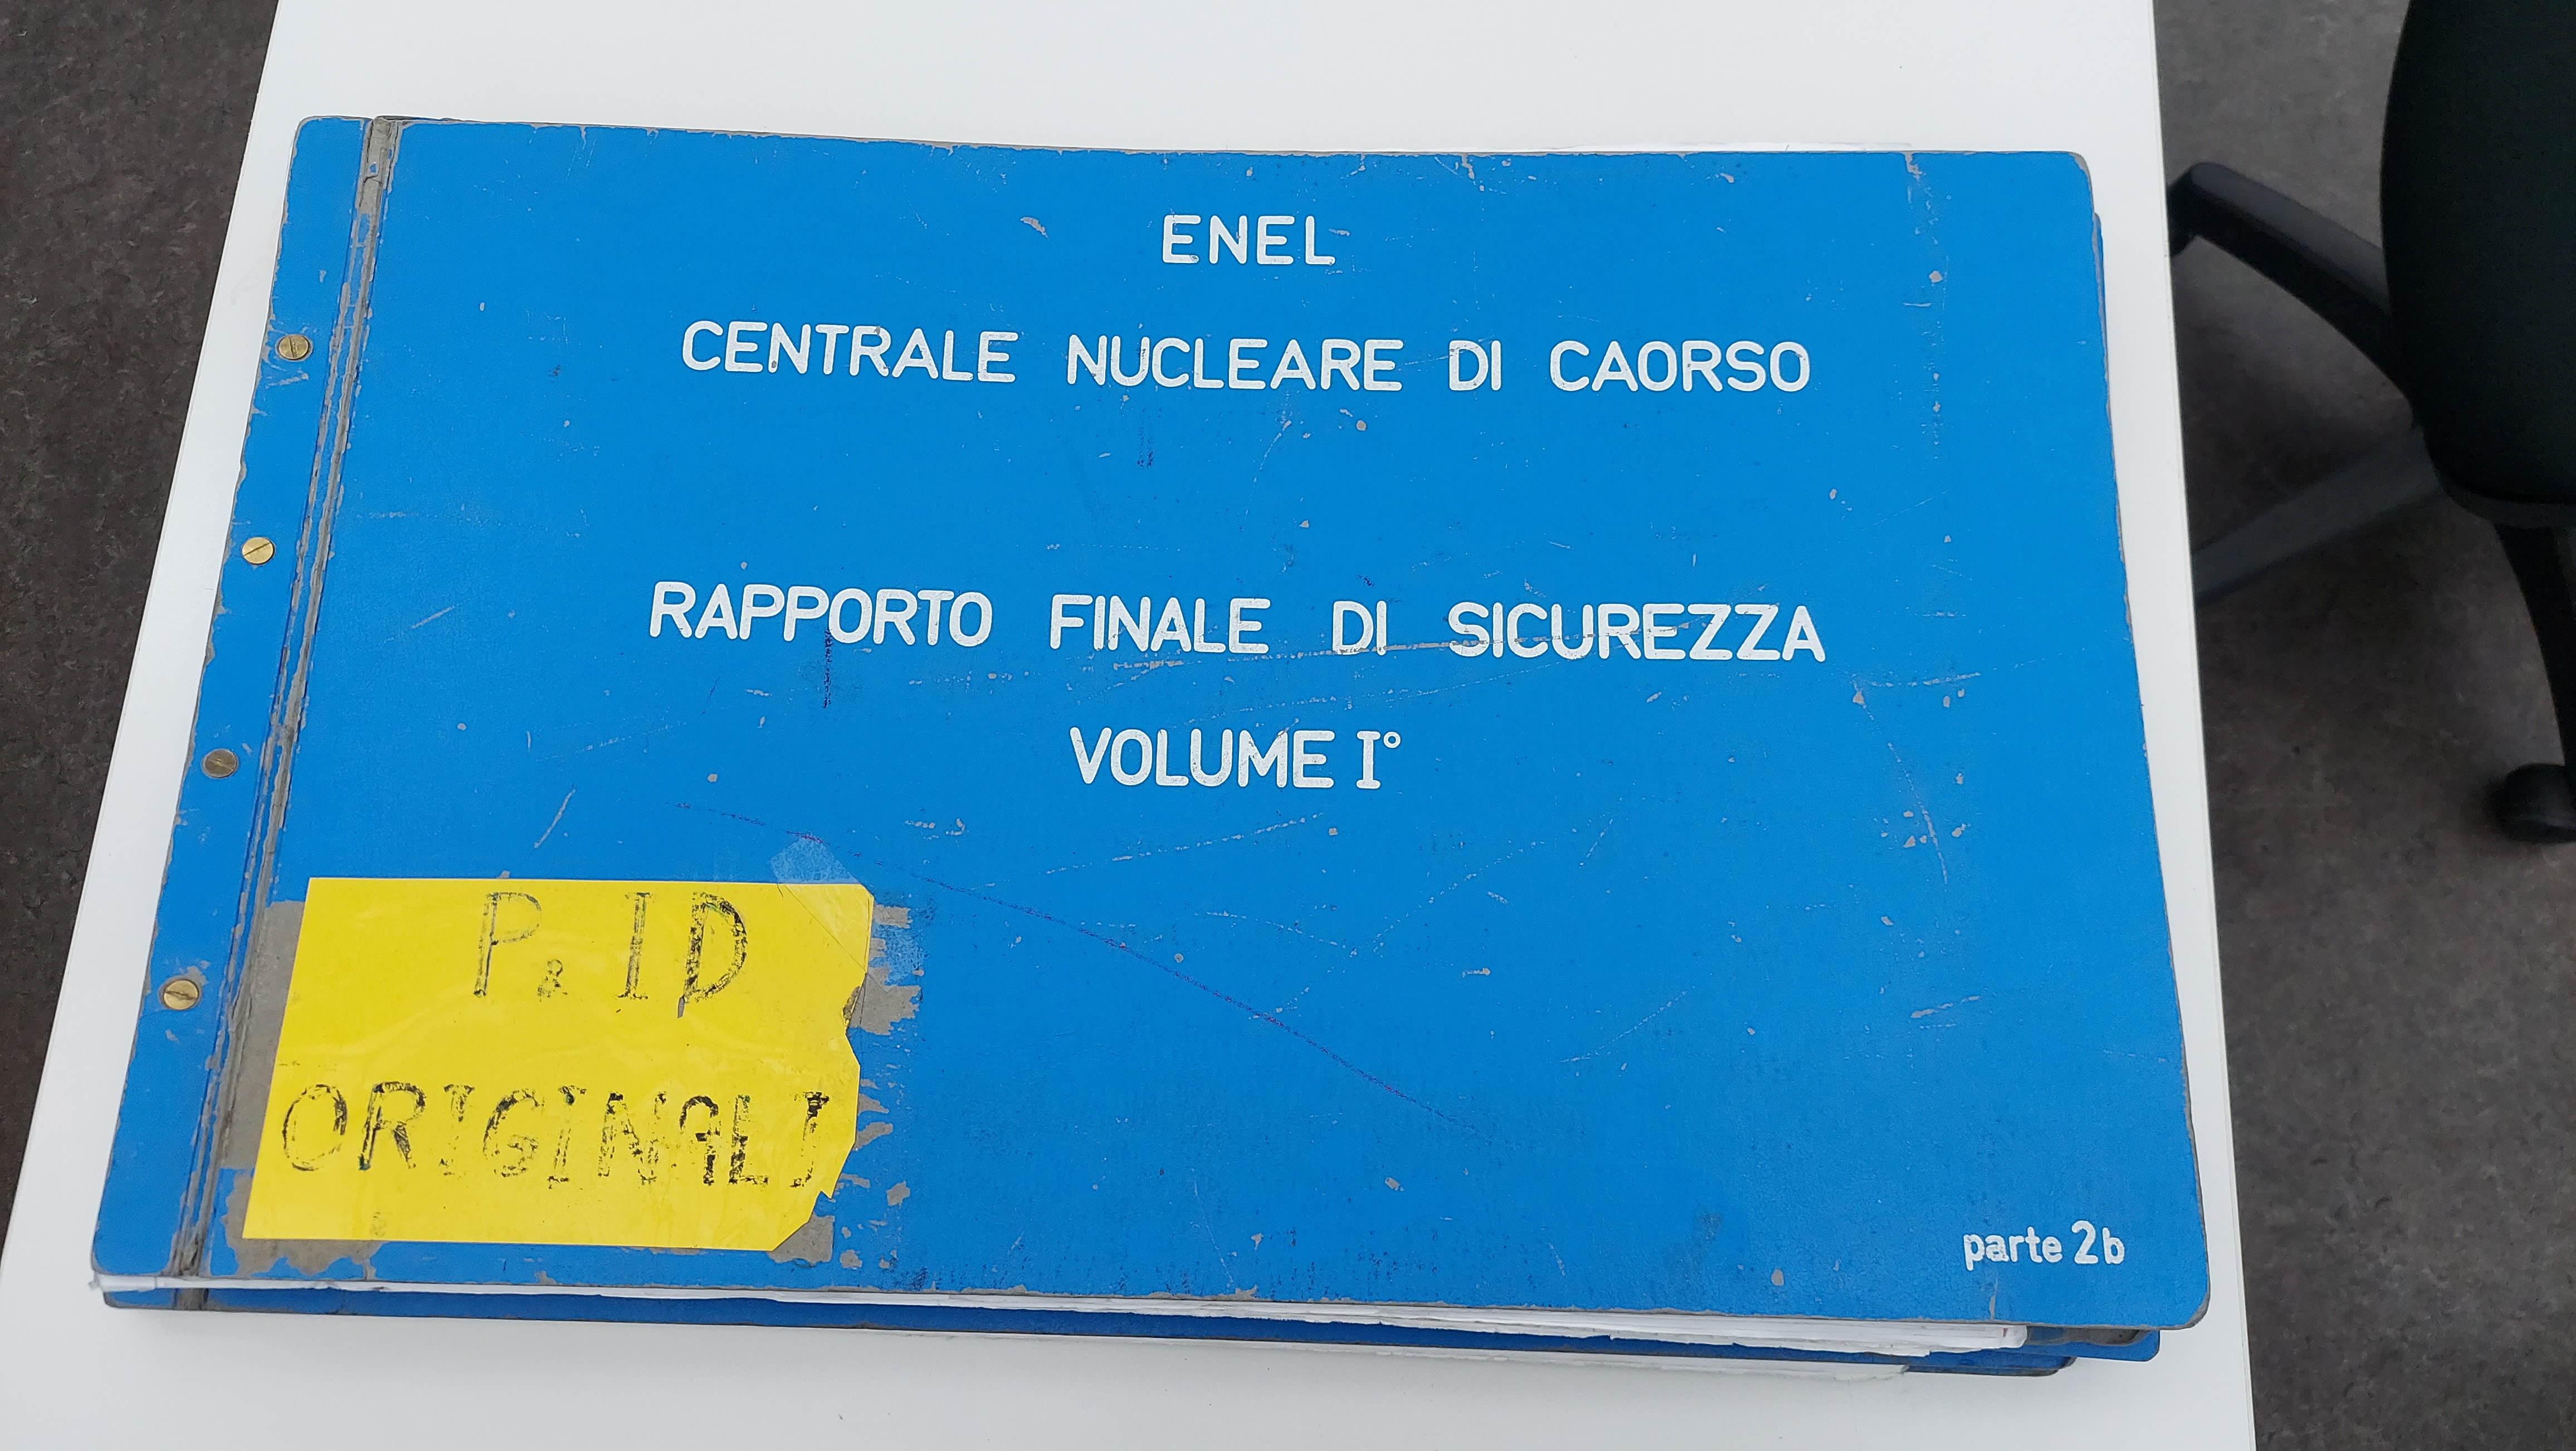 ENEL
CENTRALE NUCLEARE DI CAORSO
RAPPORTO FINALE DI SICUREZZA
VOLUME I°
P & ID
ORIGINALI
parte 2b